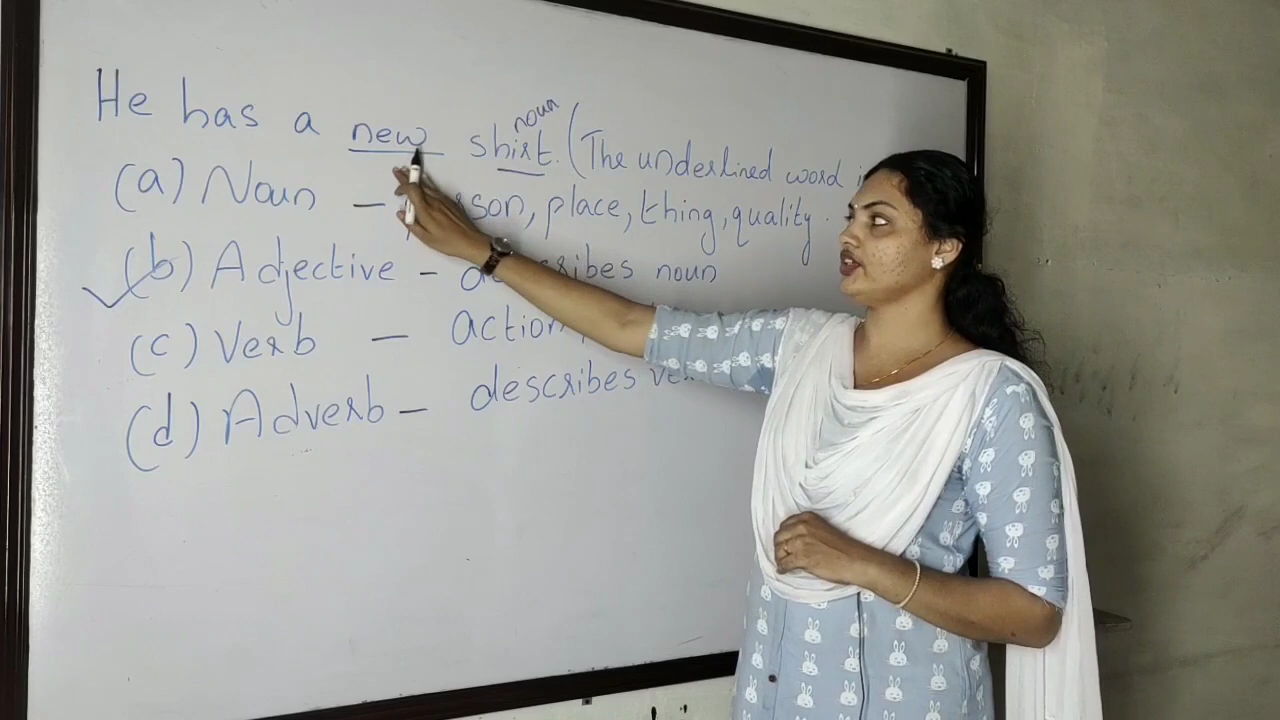 He has a new shirt. (The underlined word
noun
(a) Noun – person, place, thing, quality.
(b) Adjective – describes noun
(c) Verb – action,
(d) Adverb – describes